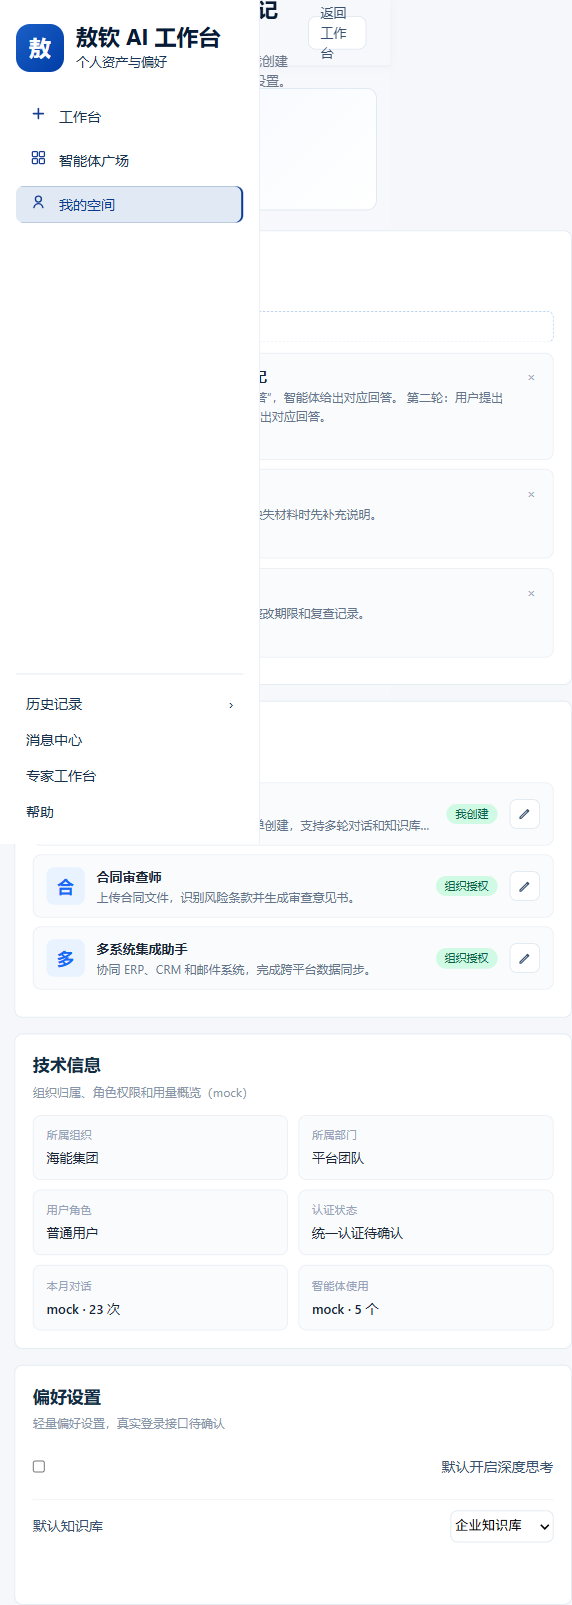 敖
敖钦 AI 工作台
个人资产与偏好
工作台
智能体广场
我的空间
历史记录
›
消息中心
专家工作台
帮助
记
返回
工作
台
创建
设置。
记
×
答”，智能体给出对应回答。 第二轮：用户提出
出对应回答。
×
失材料时先补充说明。
×
改期限和复查记录。
单创建，支持多轮对话和知识库...
我创建
合
合同审查师
上传合同文件，识别风险条款并生成审查意见书。
组织授权
多
多系统集成助手
协同 ERP、CRM 和邮件系统，完成跨平台数据同步。
组织授权
技术信息
组织归属、角色权限和用量概览（mock）
所属组织
海能集团
所属部门
平台团队
用户角色
普通用户
认证状态
统一认证待确认
本月对话
mock · 23 次
智能体使用
mock · 5 个
偏好设置
轻量偏好设置，真实登录接口待确认
默认开启深度思考
默认知识库
企业知识库